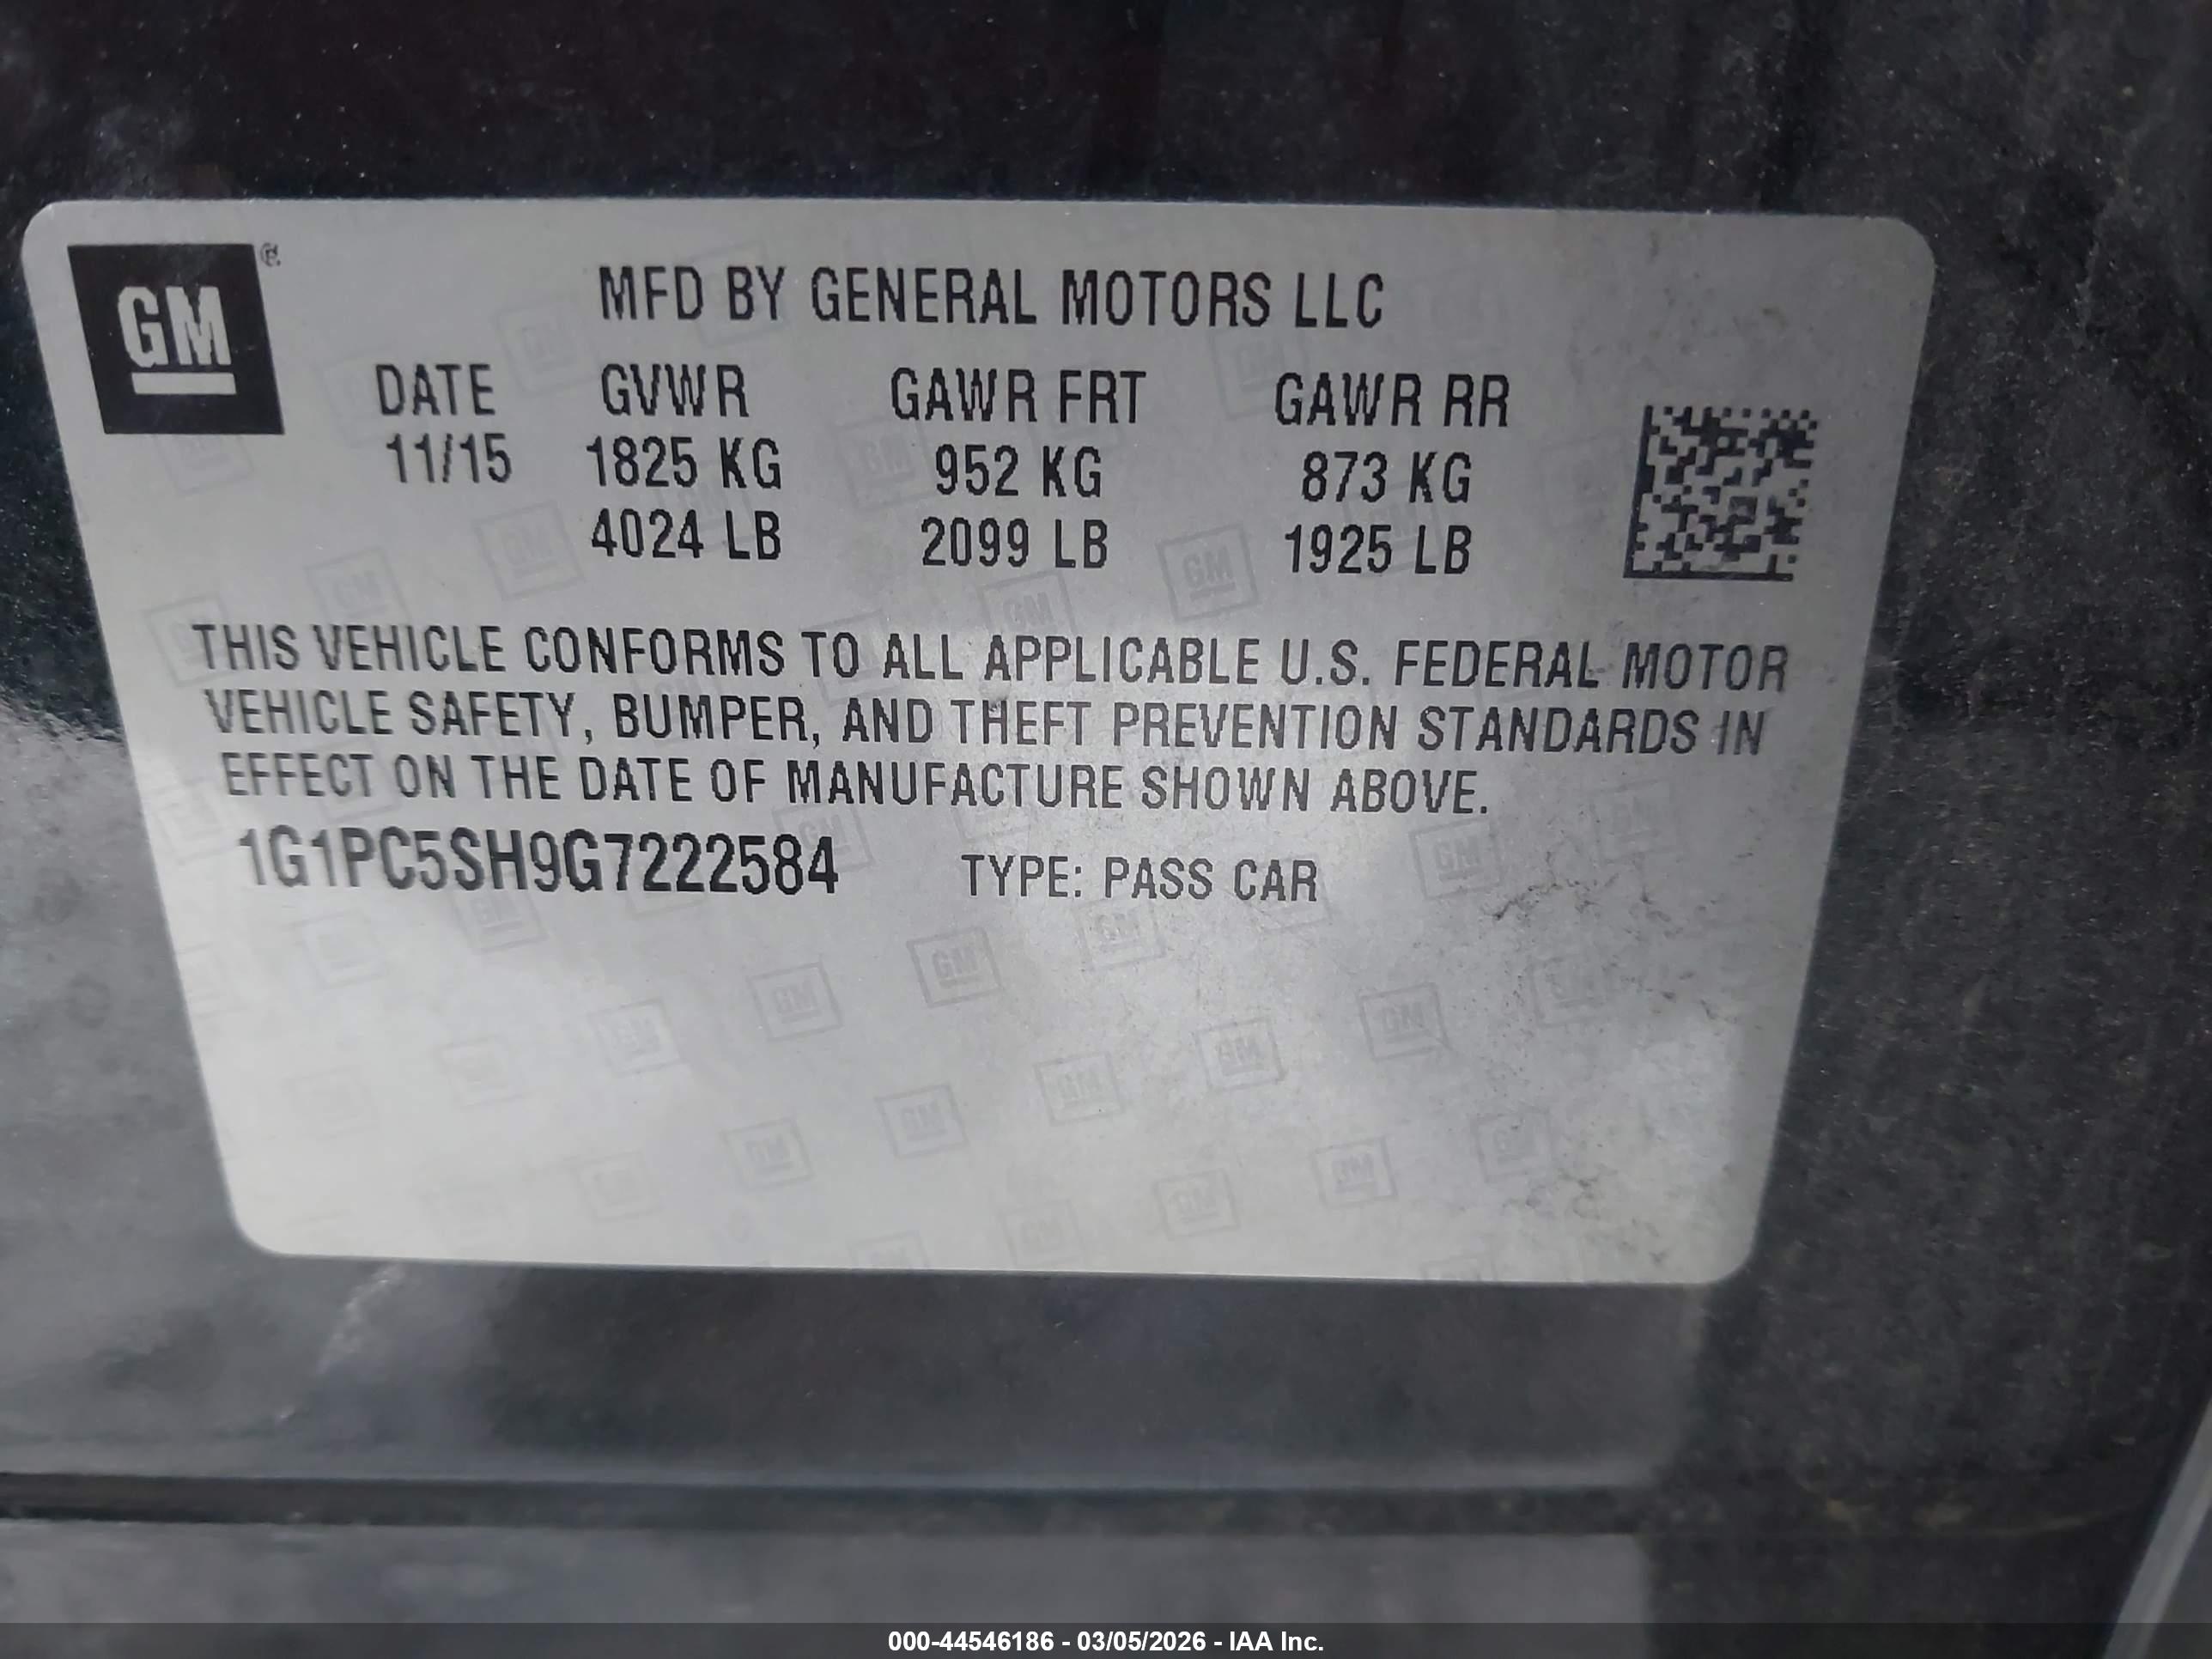 GM ®
MFD BY GENERAL MOTORS LLC
DATE GVWR GAWR FRT GAWR RR
11/15 1825 KG 952 KG 873 KG
4024 LB 2099 LB 1925 LB
THIS VEHICLE CONFORMS TO ALL APPLICABLE U.S. FEDERAL MOTOR
VEHICLE SAFETY, BUMPER, AND THEFT PREVENTION STANDARDS IN
EFFECT ON THE DATE OF MANUFACTURE SHOWN ABOVE.
1G1PC5SH9G7222584 TYPE: PASS CAR
000-44546186 - 03/05/2026 - IAA Inc.